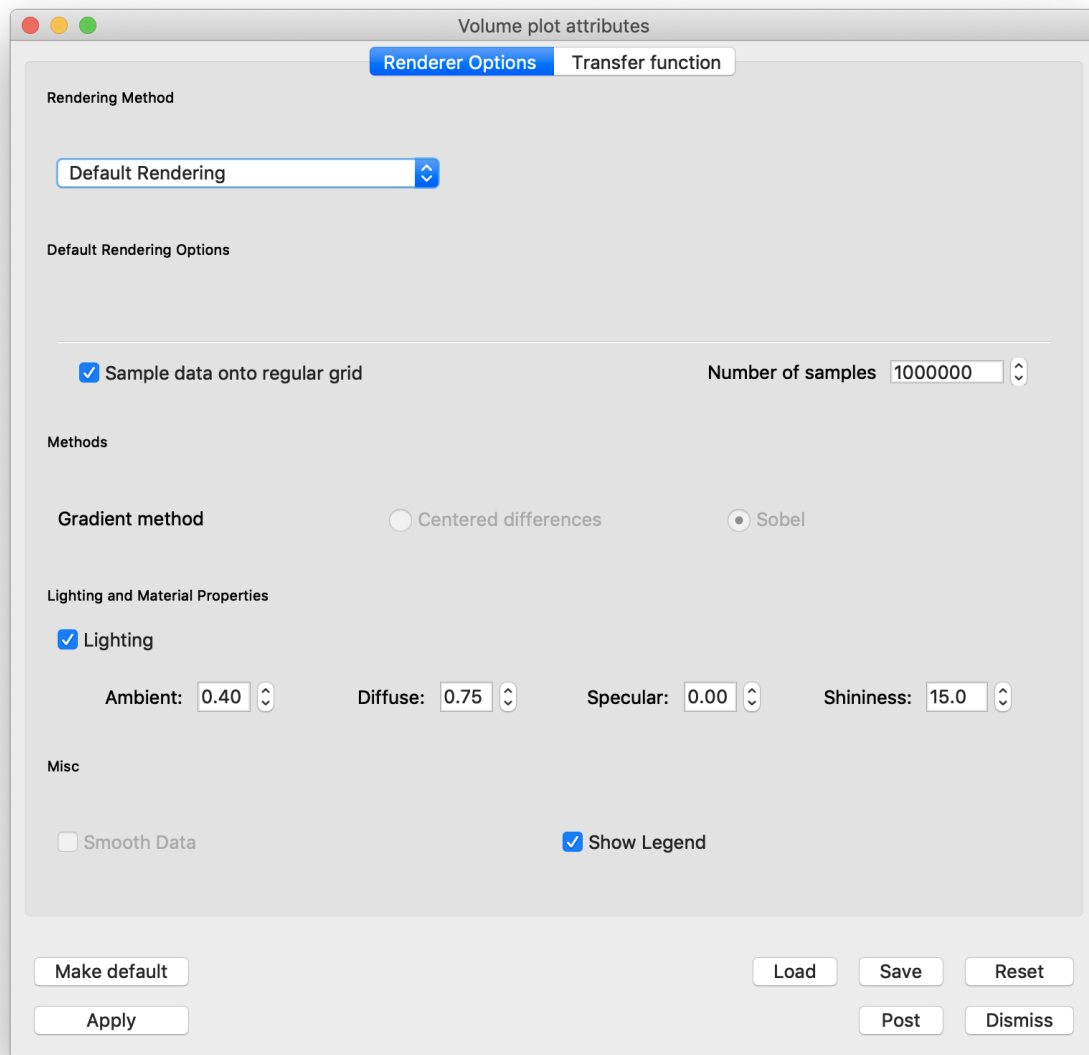 Volume plot attributes
Renderer Options Transfer function
Rendering Method
Default Rendering
Default Rendering Options
Sample data onto regular grid Number of samples 1000000
Methods
Gradient method Centered differences Sobel
Lighting and Material Properties
Lighting
Ambient: 0.40 Diffuse: 0.75 Specular: 0.00 Shininess: 15.0
Misc
Smooth Data Show Legend
Make default Load Save Reset
Apply Post Dismiss